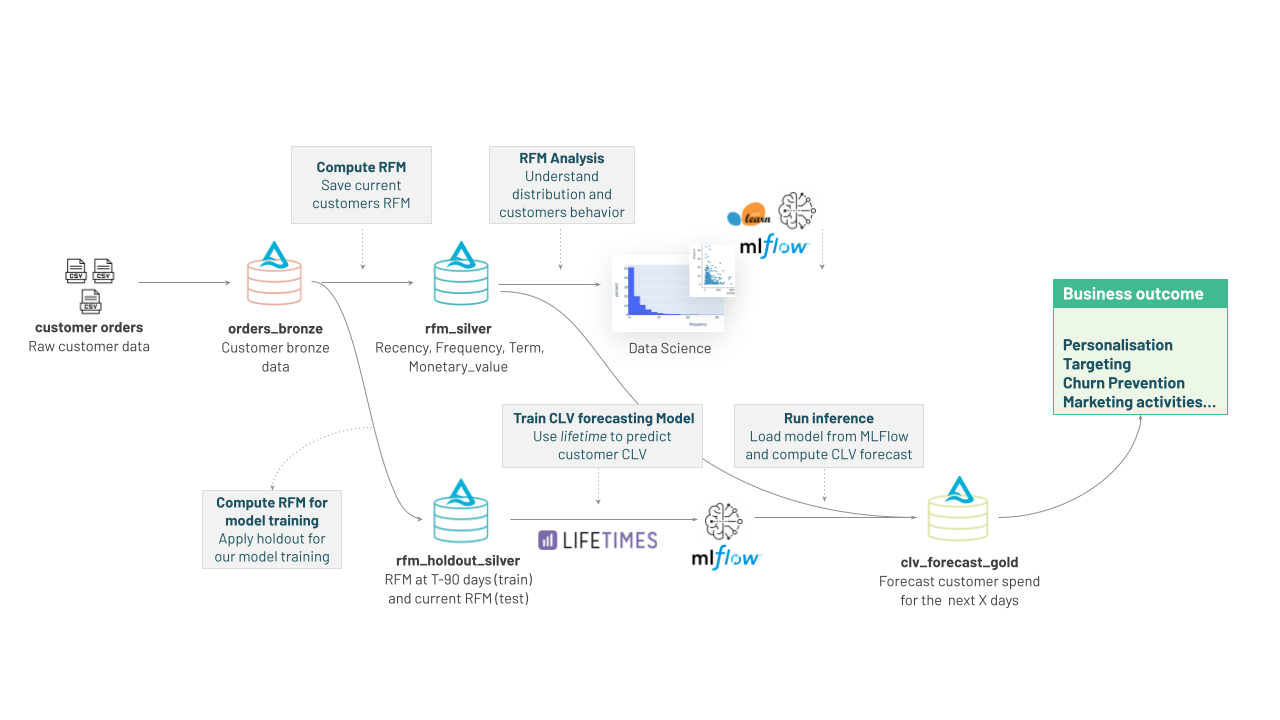 Compute RFM
Save current
customers RFM
RFM Analysis
Understand
distribution and
customers behavior
learn
mlflow
CSV
CSV
CSV
customer orders
Raw customer data
orders_bronze
Customer bronze
data
rfm_silver
Recency, Frequency, Term,
Monetary_value
Data Science
Business outcome
Personalisation
Targeting
Churn Prevention
Marketing activities...
Train CLV forecasting Model
Use lifetime to predict
customer CLV
Run inference
Load model from MLFlow
and compute CLV forecast
Compute RFM for
model training
Apply holdout for
our model training
LIFETIMES
mlflow
rfm_holdout_silver
RFM at T-90 days (train)
and current RFM (test)
clv_forecast_gold
Forecast customer spend
for the next X days